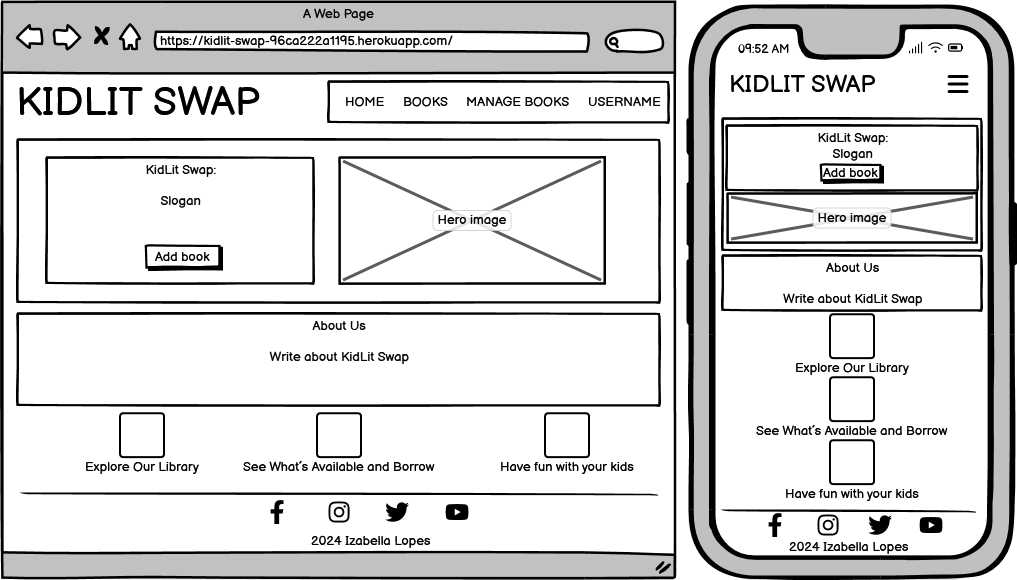 A Web Page
https://kidlit-swap-96ca222a1195.herokuapp.com/
KIDLIT SWAP
HOME BOOKS MANAGE BOOKS USERNAME
KidLit Swap:
Slogan
Add book
Hero image
About Us
Write about KidLit Swap
Explore Our Library
See What's Available and Borrow
Have fun with your kids
2024 Izabella Lopes
09:52 AM
KIDLIT SWAP
KidLit Swap:
Slogan
Add book
Hero image
About Us
Write about KidLit Swap
Explore Our Library
See What's Available and Borrow
Have fun with your kids
2024 Izabella Lopes